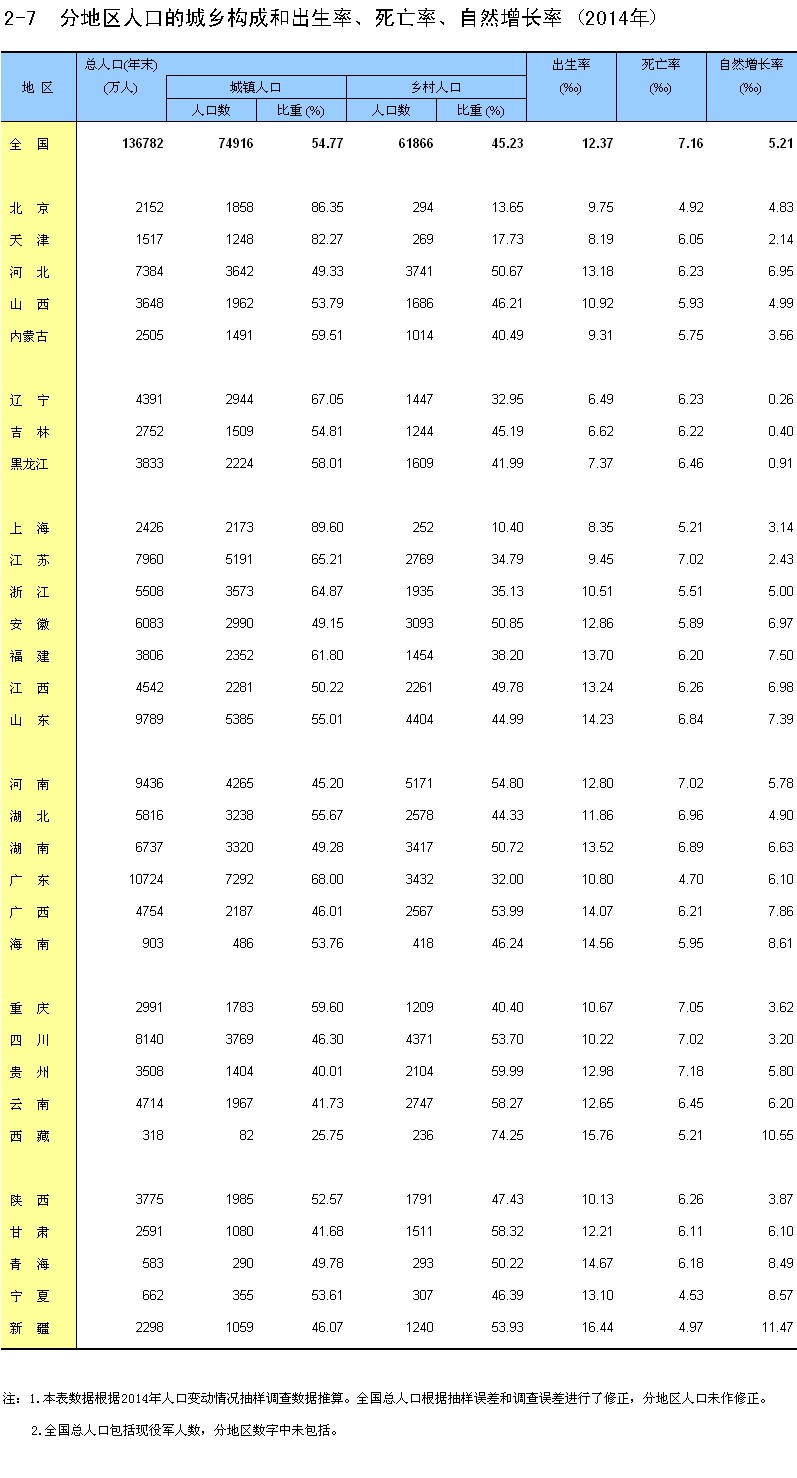 2-7 分地区人口的城乡构成和出生率、死亡率、自然增长率 (2014年)
地 区 总人口(年末) (万人) 出生率 (‰) 死亡率 (‰) 自然增长率 (‰)
城镇人口 乡村人口
人口数 比重(%) 人口数 比重(%)
全 国 136782 74916 54.77 61866 45.23 12.37 7.16 5.21
北 京 2152 1858 86.35 294 13.65 9.75 4.92 4.83
天 津 1517 1248 82.27 269 17.73 8.19 6.05 2.14
河 北 7384 3642 49.33 3741 50.67 13.18 6.23 6.95
山 西 3648 1962 53.79 1686 46.21 10.92 5.93 4.99
内蒙古 2505 1491 59.51 1014 40.49 9.31 5.75 3.56
辽 宁 4391 2944 67.05 1447 32.95 6.49 6.23 0.26
吉 林 2752 1509 54.81 1244 45.19 6.62 6.22 0.40
黑龙江 3833 2224 58.01 1609 41.99 7.37 6.46 0.91
上 海 2426 2173 89.60 252 10.40 8.35 5.21 3.14
江 苏 7960 5191 65.21 2769 34.79 9.45 7.02 2.43
浙 江 5508 3573 64.87 1935 35.13 10.51 5.51 5.00
安 徽 6083 2990 49.15 3093 50.85 12.86 5.89 6.97
福 建 3806 2352 61.80 1454 38.20 13.70 6.20 7.50
江 西 4542 2281 50.22 2261 49.78 13.24 6.26 6.98
山 东 9789 5385 55.01 4404 44.99 14.23 6.84 7.39
河 南 9436 4265 45.20 5171 54.80 12.80 7.02 5.78
湖 北 5816 3238 55.67 2578 44.33 11.86 6.96 4.90
湖 南 6737 3320 49.28 3417 50.72 13.52 6.89 6.63
广 东 10724 7292 68.00 3432 32.00 10.80 4.70 6.10
广 西 4754 2187 46.01 2567 53.99 14.07 6.21 7.86
海 南 903 486 53.76 418 46.24 14.56 5.95 8.61
重 庆 2991 1783 59.60 1209 40.40 10.67 7.05 3.62
四 川 8140 3769 46.30 4371 53.70 10.22 7.02 3.20
贵 州 3508 1404 40.01 2104 59.99 12.98 7.18 5.80
云 南 4714 1967 41.73 2747 58.27 12.65 6.45 6.20
西 藏 318 82 25.75 236 74.25 15.76 5.21 10.55
陕 西 3775 1985 52.57 1791 47.43 10.13 6.26 3.87
甘 肃 2591 1080 41.68 1511 58.32 12.21 6.11 6.10
青 海 583 290 49.78 293 50.22 14.67 6.18 8.49
宁 夏 662 355 53.61 307 46.39 13.10 4.53 8.57
新 疆 2298 1059 46.07 1240 53.93 16.44 4.97 11.47
注：1.本表数据根据2014年人口变动情况抽样调查数据推算。全国总人口根据抽样误差和调查误差进行了修正，分地区人口未作修正。
2.全国总人口包括现役军人数，分地区数字中未包括。